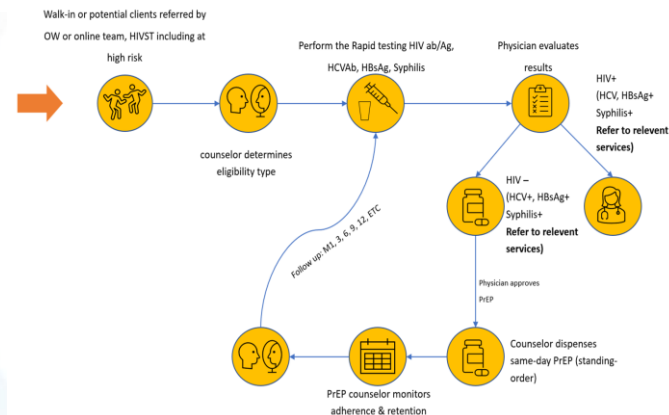 Walk-in or potential clients referred by
OW or online team, HIVST including at
high risk
counselor determines
eligibility type
Perform the Rapid testing HIV ab/Ag,
HCVAb, HBsAg, Syphilis
Physician evaluates
results
HIV+
(HCV, HBsAg+
Syphilis+
Refer to relevent
services)
HIV –
(HCV+, HBsAg+
Syphilis+
Refer to relevent
services)
Physician approves
PrEP
Counselor dispenses
same-day PrEP (standing-
order)
PrEP counselor monitors
adherence & retention
Follow up: M1, 3, 6, 9, 12, ETC